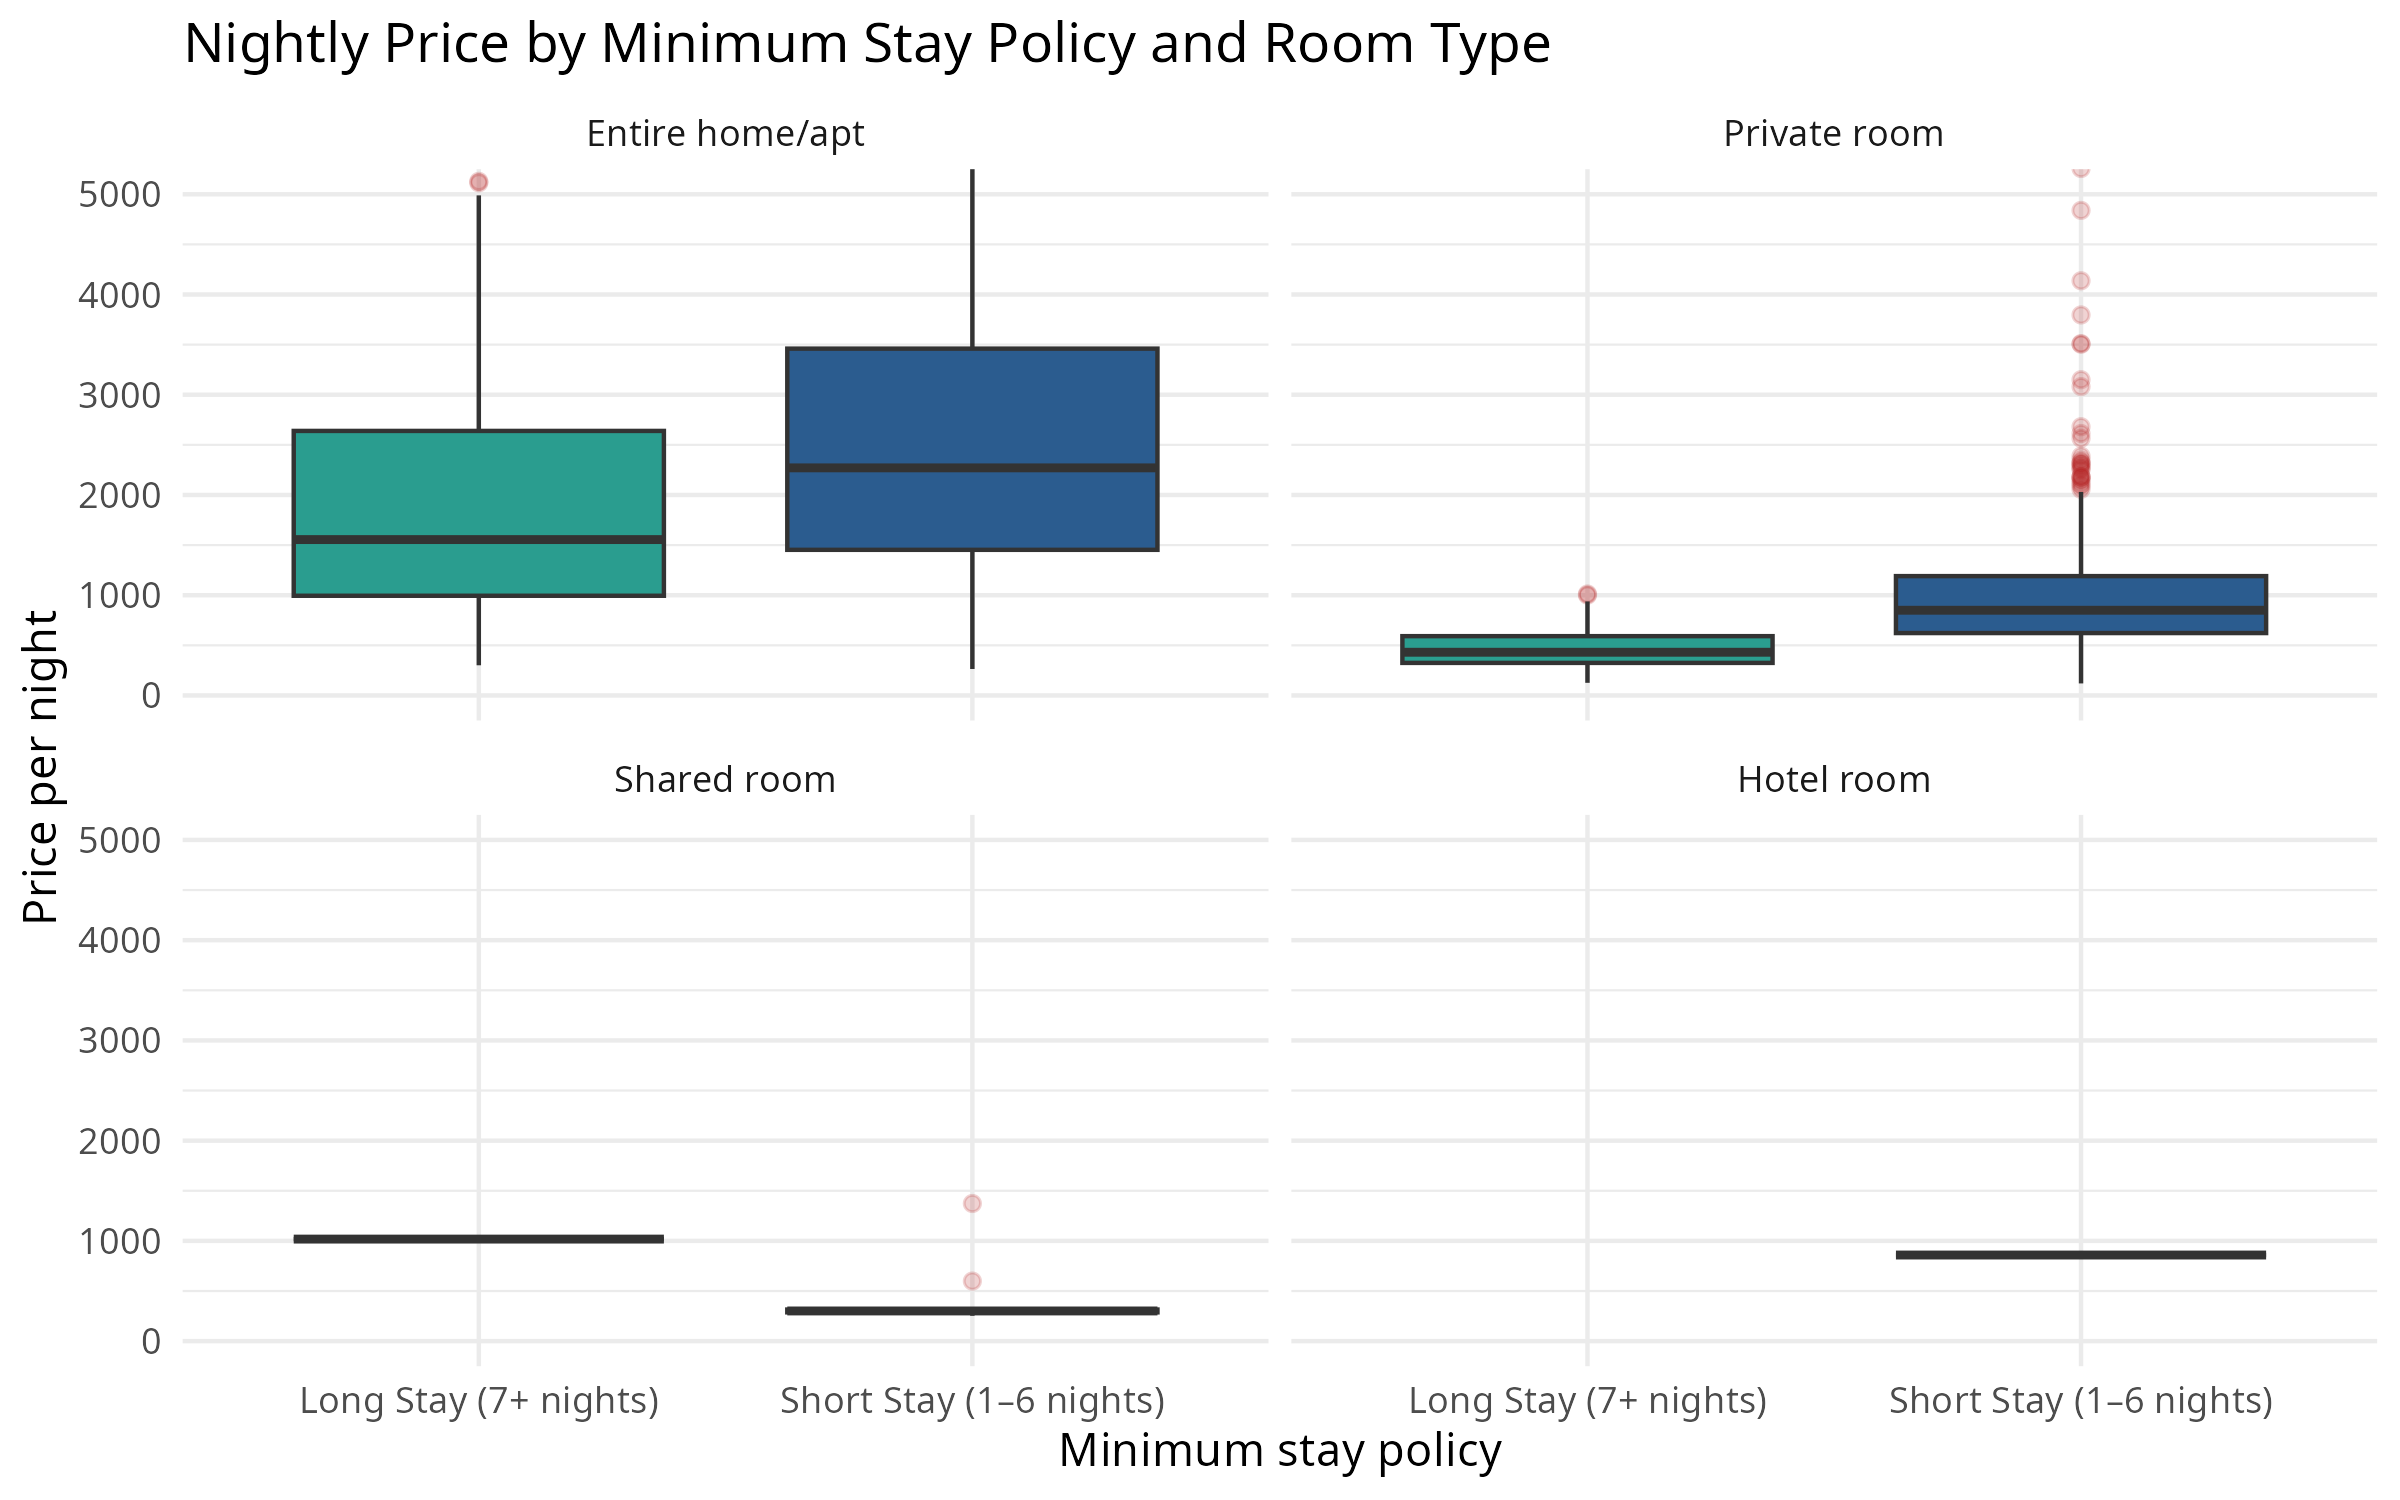 Nightly Price by Minimum Stay Policy and Room Type
Entire home/apt
Private room
5000
4000
3000
2000
1000
0
Shared room
Hotel room
5000
4000
3000
2000
1000
0
Price per night
Long Stay (7+ nights)
Short Stay (1–6 nights)
Long Stay (7+ nights)
Short Stay (1–6 nights)
Minimum stay policy